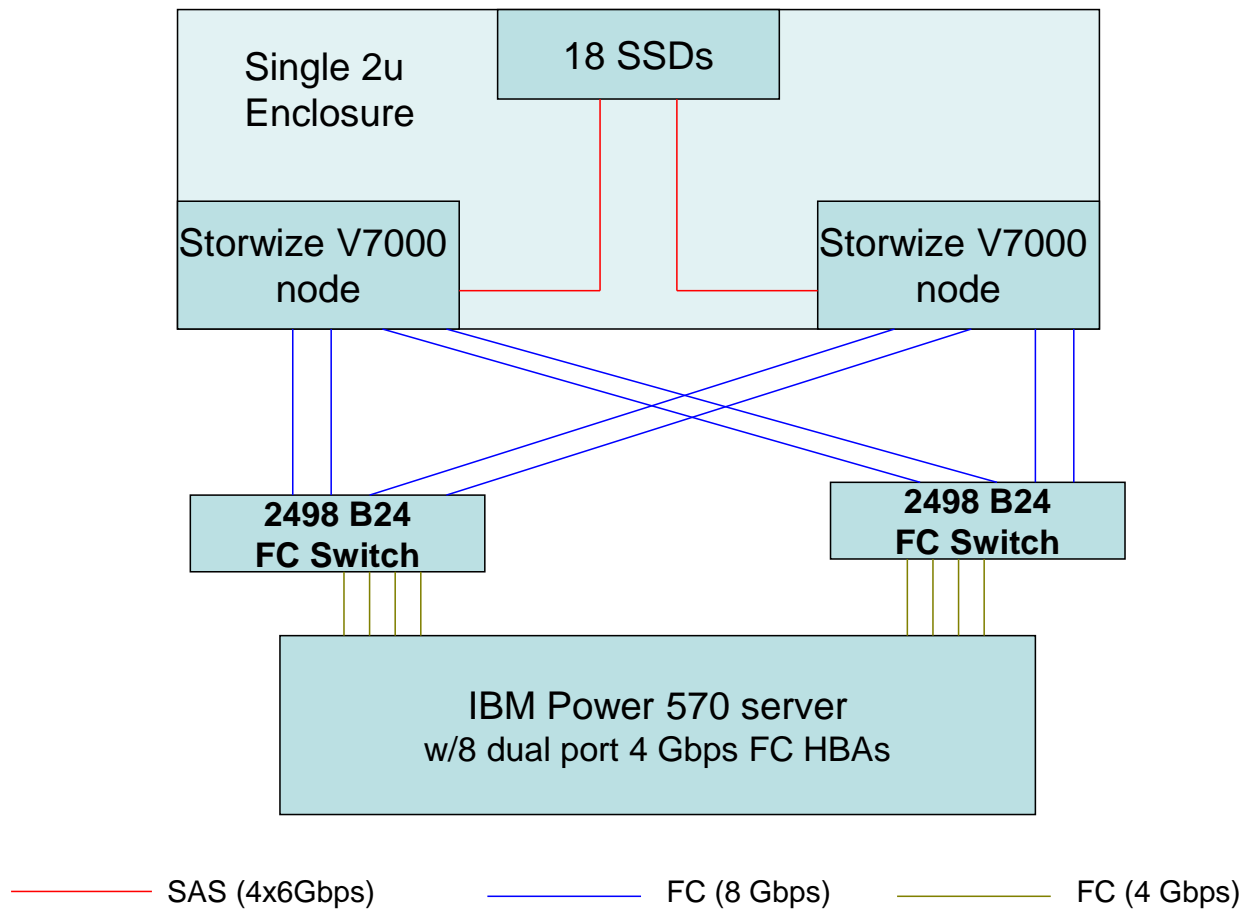 18 SSDs
Single 2u
Enclosure
Storwize V7000
node
Storwize V7000
node
2498 B24
FC Switch
2498 B24
FC Switch
IBM Power 570 server
w/8 dual port 4 Gbps FC HBAs
SAS (4x6Gbps)
FC (8 Gbps)
FC (4 Gbps)